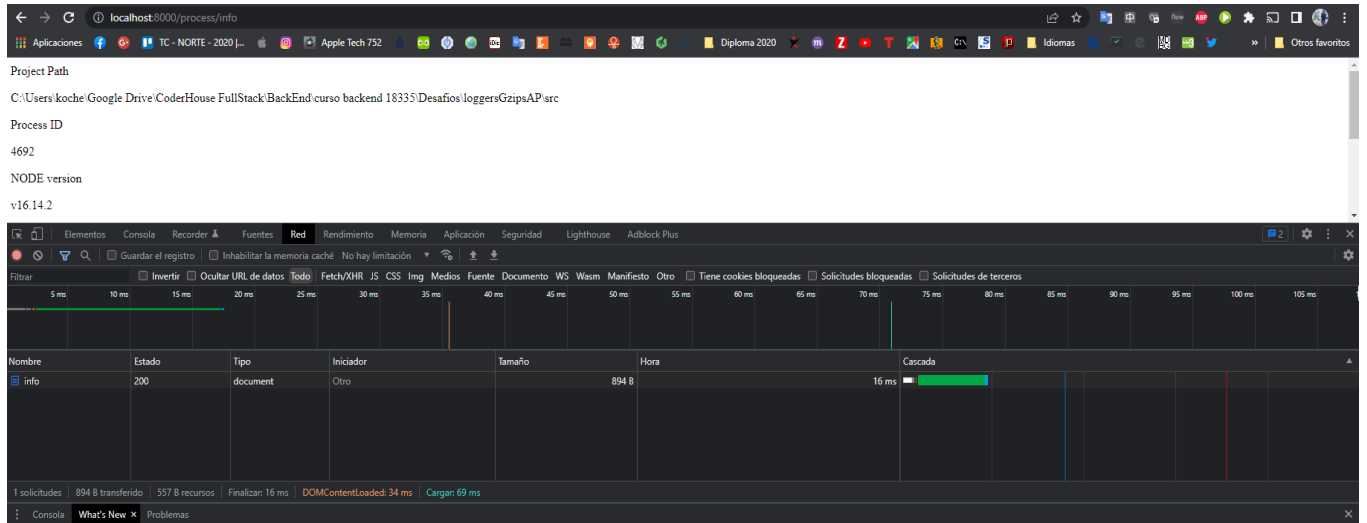 localhost:8000/process/info
Aplicaciones TC - NORTE - 2020 |... Apple Tech 752 Diploma 2020 Idiomas » Otros favoritos
Project Path
C:\Users\koche\Google Drive\CoderHouse FullStack\BackEnd\curso backend 18335\Desafios\loggersGzipsAP\src
Process ID
4692
NODE version
v16.14.2
Elementos Consola Recorder Fuentes Red Rendimiento Memoria Aplicación Seguridad Lighthouse Adblock Plus 2
Guardar el registro Inhabilitar la memoria caché No hay limitación
Filtrar Invertir Ocultar URL de datos Todo Fetch/XHR JS CSS Img Medios Fuente Documento WS Wasm Manifiesto Otro Tiene cookies bloqueadas Solicitudes bloqueadas Solicitudes de terceros
5 ms 10 ms 15 ms 20 ms 25 ms 30 ms 35 ms 40 ms 45 ms 50 ms 55 ms 60 ms 65 ms 70 ms 75 ms 80 ms 85 ms 90 ms 95 ms 100 ms 105 ms
Nombre Estado Tipo Iniciador Tamaño Hora Cascada
info 200 document Otro 894 B 16 ms
1 solicitudes 894 B transferido 557 B recursos Finalizar: 16 ms DOMContentLoaded: 34 ms Cargar: 69 ms
Consola What's New × Problemas